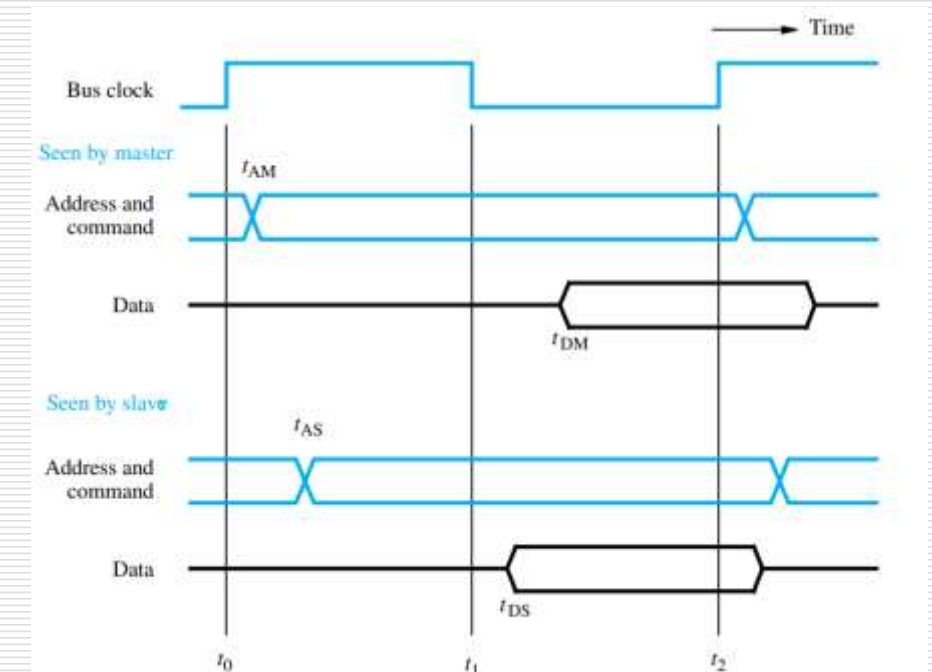 Time
Bus clock
Seen by master
tAM
Address and
command
Data
tDM
Seen by slave
tAS
Address and
command
Data
tDS
t0
t1
t2